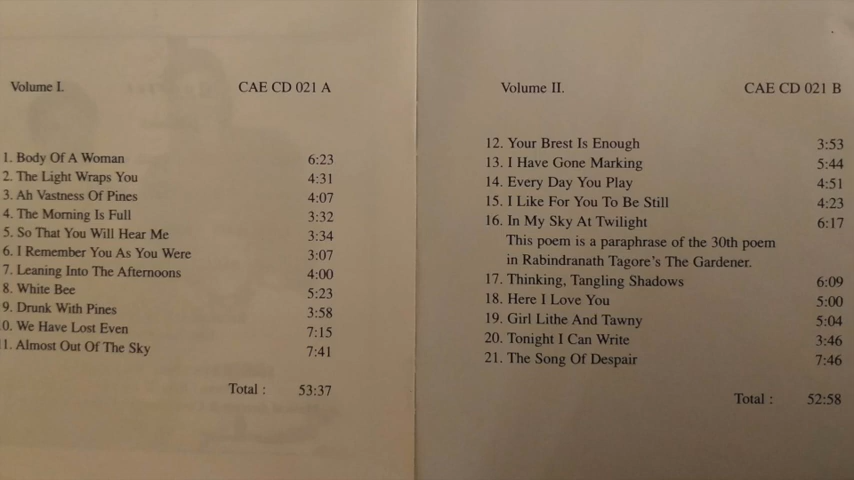 Volume I. CAE CD 021 A
1. Body Of A Woman 6:23
2. The Light Wraps You 4:31
3. Ah Vastness Of Pines 4:07
4. The Morning Is Full 3:32
5. So That You Will Hear Me 3:34
6. I Remember You As You Were 3:07
7. Leaning Into The Afternoons 4:00
8. White Bee 5:23
9. Drunk With Pines 3:58
0. We Have Lost Even 7:15
1. Almost Out Of The Sky 7:41
Total : 53:37
Volume II. CAE CD 021 B
12. Your Brest Is Enough 3:53
13. I Have Gone Marking 5:44
14. Every Day You Play 4:51
15. I Like For You To Be Still 4:23
16. In My Sky At Twilight 6:17
This poem is a paraphrase of the 30th poem
in Rabindranath Tagore's The Gardener.
17. Thinking, Tangling Shadows 6:09
18. Here I Love You 5:00
19. Girl Lithe And Tawny 5:04
20. Tonight I Can Write 3:46
21. The Song Of Despair 7:46
Total : 52:58